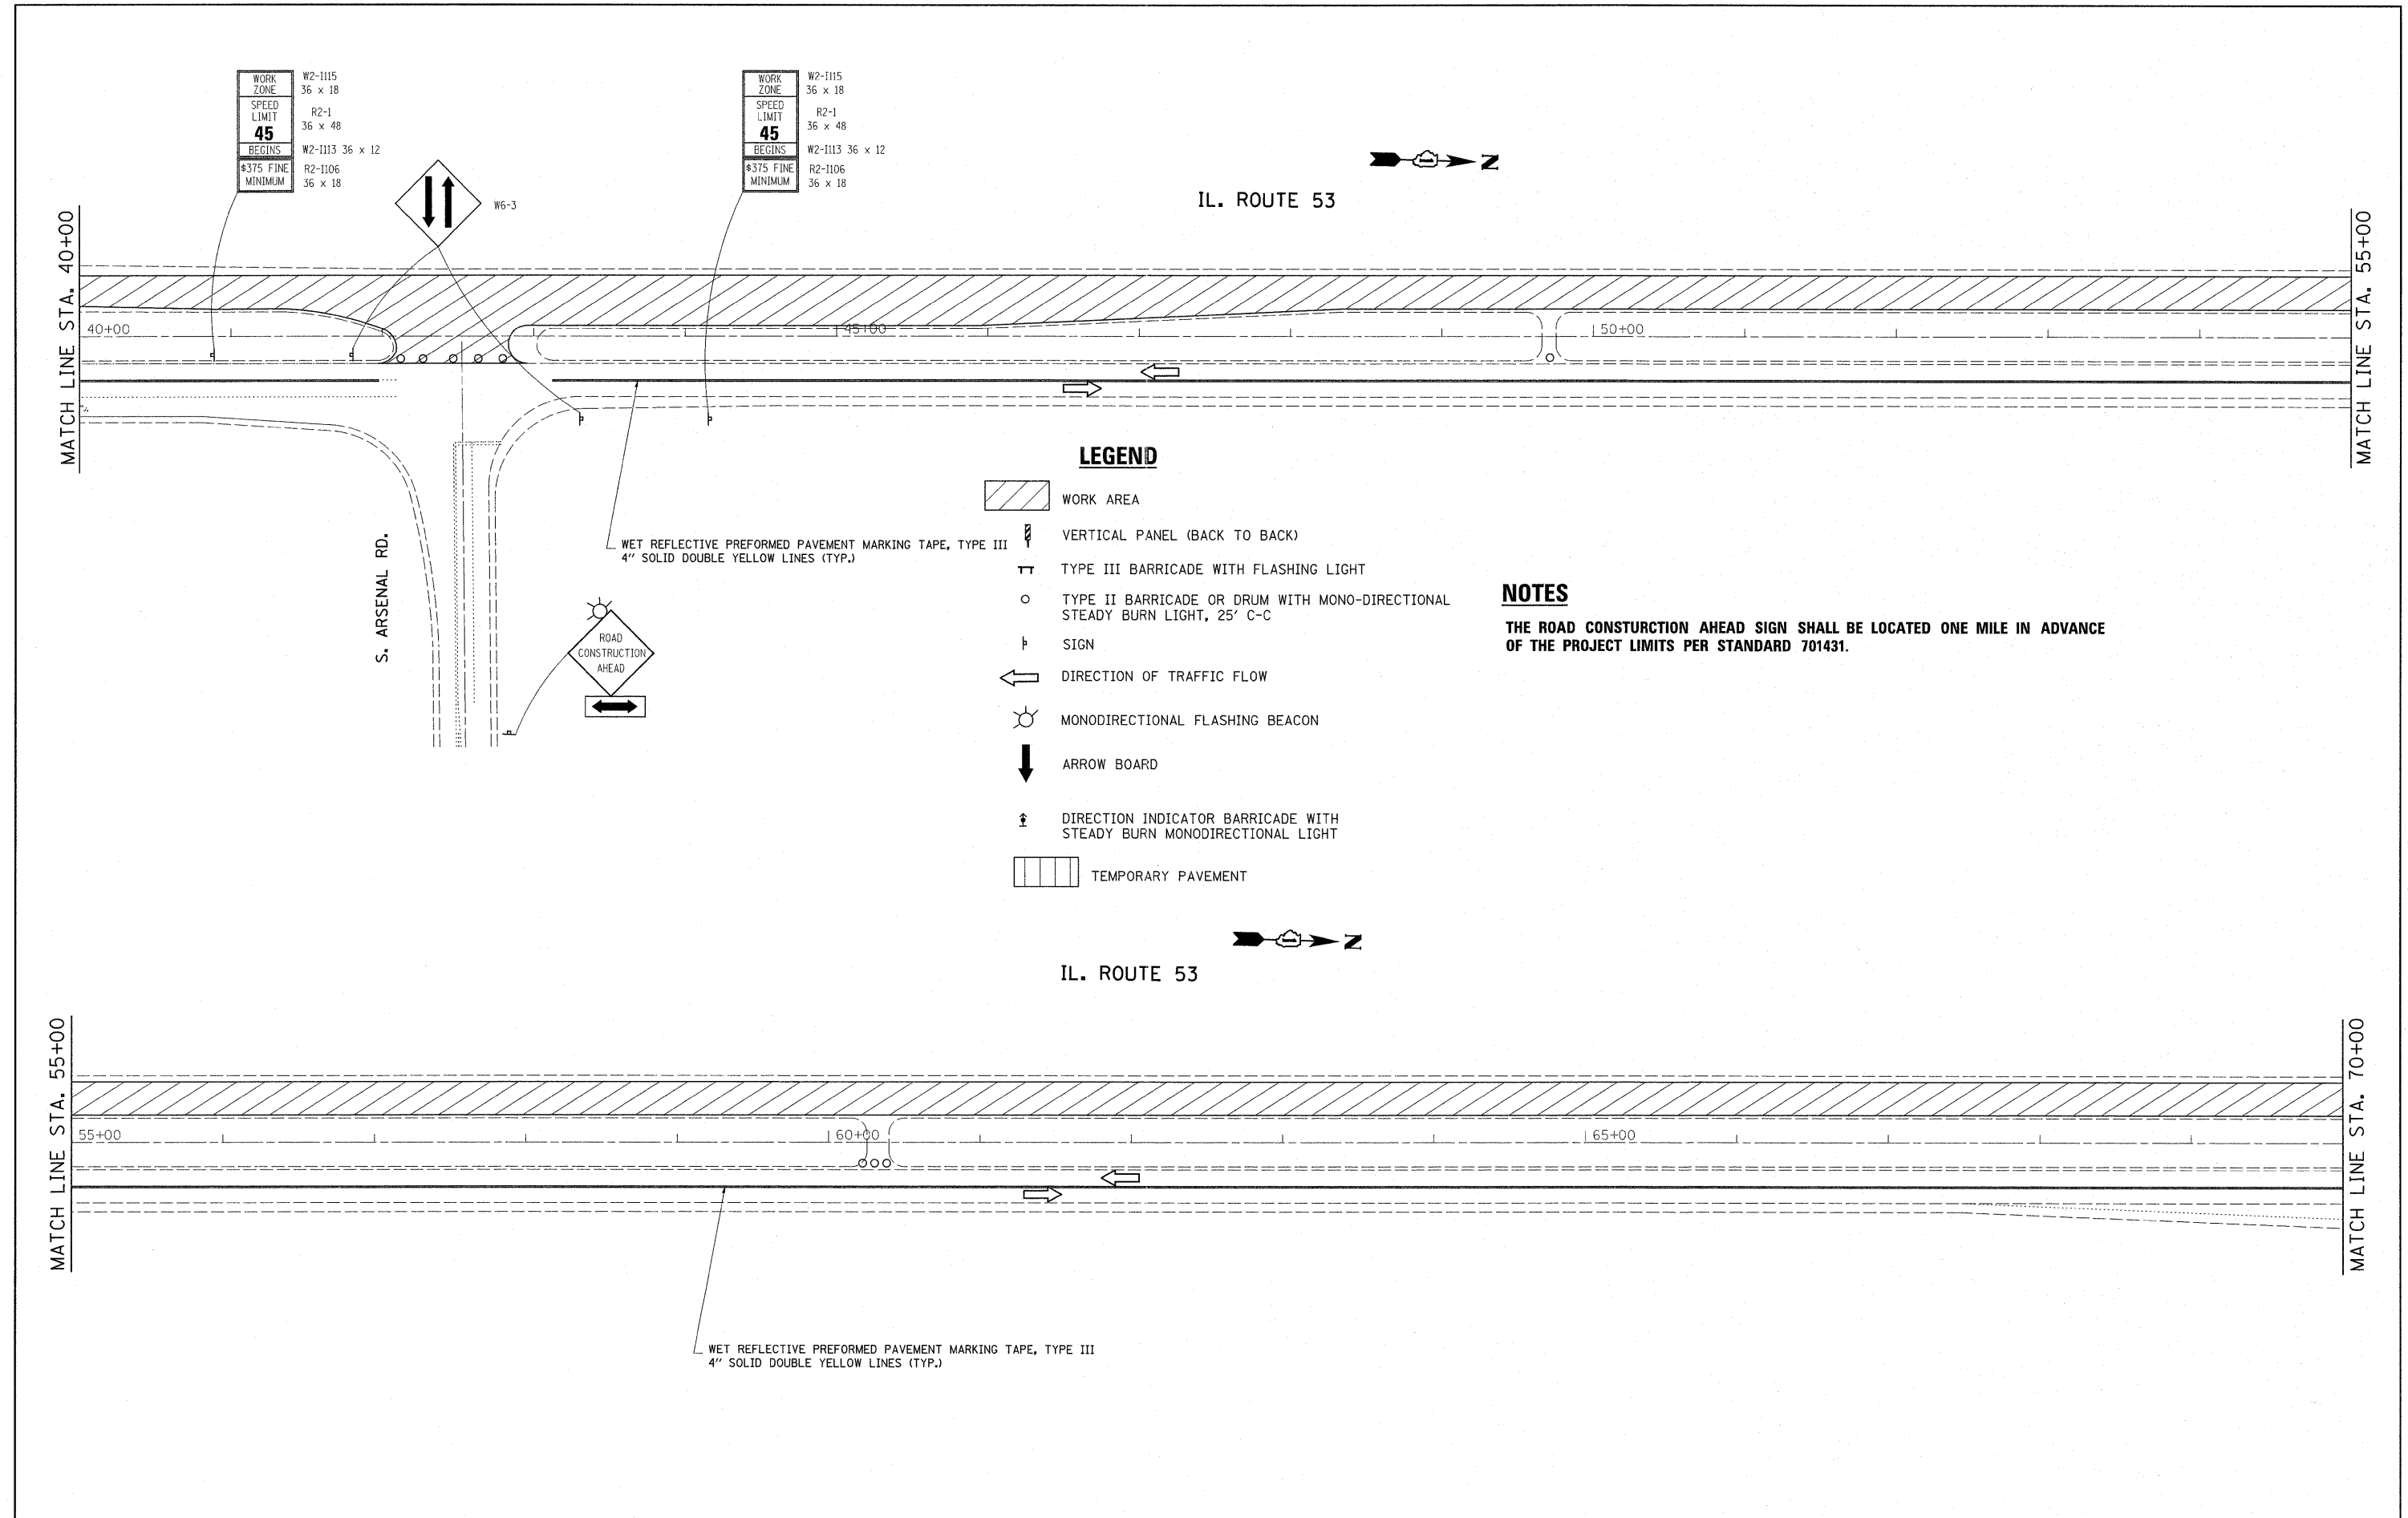 WORK
ZONE
SPEED
LIMIT
45
BEGINS
$375 FINE
MINIMUM
W2-I115
36 x 18
R2-1
36 x 48
W2-I113 36 x 12
R2-I106
36 x 18
W6-3
WORK
ZONE
SPEED
LIMIT
45
BEGINS
$375 FINE
MINIMUM
W2-I115
36 x 18
R2-1
36 x 48
W2-I113 36 x 12
R2-I106
36 x 18
N
IL. ROUTE 53
MATCH LINE STA. 40+00
40+00
45+00
50+00
MATCH LINE STA. 55+00
S. ARSENAL RD.
WET REFLECTIVE PREFORMED PAVEMENT MARKING TAPE, TYPE III
4" SOLID DOUBLE YELLOW LINES (TYP.)
ROAD
CONSTRUCTION
AHEAD
LEGEND
WORK AREA
VERTICAL PANEL (BACK TO BACK)
TYPE III BARRICADE WITH FLASHING LIGHT
TYPE II BARRICADE OR DRUM WITH MONO-DIRECTIONAL
STEADY BURN LIGHT, 25' C-C
SIGN
DIRECTION OF TRAFFIC FLOW
MONODIRECTIONAL FLASHING BEACON
ARROW BOARD
DIRECTION INDICATOR BARRICADE WITH
STEADY BURN MONODIRECTIONAL LIGHT
TEMPORARY PAVEMENT
NOTES
THE ROAD CONSTURCTION AHEAD SIGN SHALL BE LOCATED ONE MILE IN ADVANCE
OF THE PROJECT LIMITS PER STANDARD 701431.
N
IL. ROUTE 53
MATCH LINE STA. 55+00
55+00
60+00
65+00
MATCH LINE STA. 70+00
WET REFLECTIVE PREFORMED PAVEMENT MARKING TAPE, TYPE III
4" SOLID DOUBLE YELLOW LINES (TYP.)